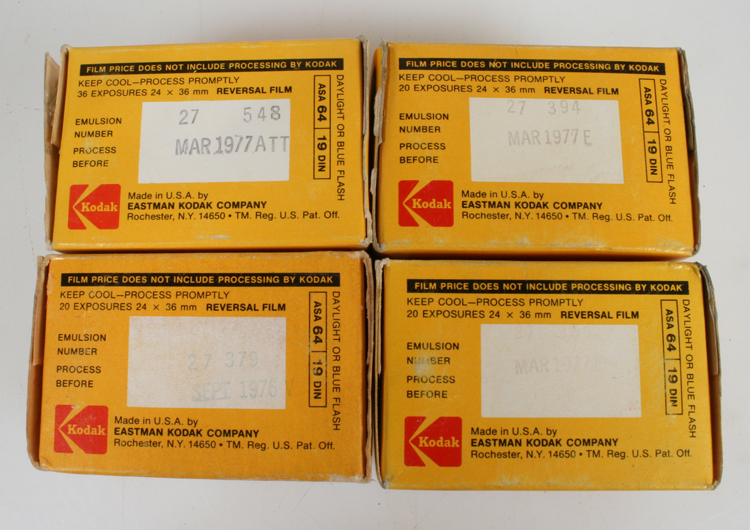 FILM PRICE DOES NOT INCLUDE PROCESSING BY KODAK
KEEP COOL—PROCESS PROMPTLY
36 EXPOSURES 24 × 36 mm REVERSAL FILM
EMULSION
NUMBER
27 548
PROCESS
BEFORE
MAR 1977 ATT
ASA 64 19 DIN
DAYLIGHT OR BLUE FLASH
Kodak
Made in U.S.A. by
EASTMAN KODAK COMPANY
Rochester, N.Y. 14650 • TM. Reg. U.S. Pat. Off.
FILM PRICE DOES NOT INCLUDE PROCESSING BY KODAK
KEEP COOL—PROCESS PROMPTLY
20 EXPOSURES 24 × 36 mm REVERSAL FILM
EMULSION
NUMBER
27 394
PROCESS
BEFORE
MAR 1977 E
ASA 64 19 DIN
DAYLIGHT OR BLUE FLASH
Kodak
Made in U.S.A. by
EASTMAN KODAK COMPANY
Rochester, N.Y. 14650 • TM. Reg. U.S. Pat. Off.
FILM PRICE DOES NOT INCLUDE PROCESSING BY KODAK
KEEP COOL—PROCESS PROMPTLY
20 EXPOSURES 24 × 36 mm REVERSAL FILM
EMULSION
NUMBER
27 379
PROCESS
BEFORE
SEPT 1976
ASA 64 19 DIN
DAYLIGHT OR BLUE FLASH
Kodak
Made in U.S.A. by
EASTMAN KODAK COMPANY
Rochester, N.Y. 14650 • TM. Reg. U.S. Pat. Off.
FILM PRICE DOES NOT INCLUDE PROCESSING BY KODAK
KEEP COOL—PROCESS PROMPTLY
20 EXPOSURES 24 × 36 mm REVERSAL FILM
EMULSION
NUMBER
PROCESS
BEFORE
MAR 1977
ASA 64 19 DIN
DAYLIGHT OR BLUE FLASH
Kodak
Made in U.S.A. by
EASTMAN KODAK COMPANY
Rochester, N.Y. 14650 • TM. Reg. U.S. Pat. Off.